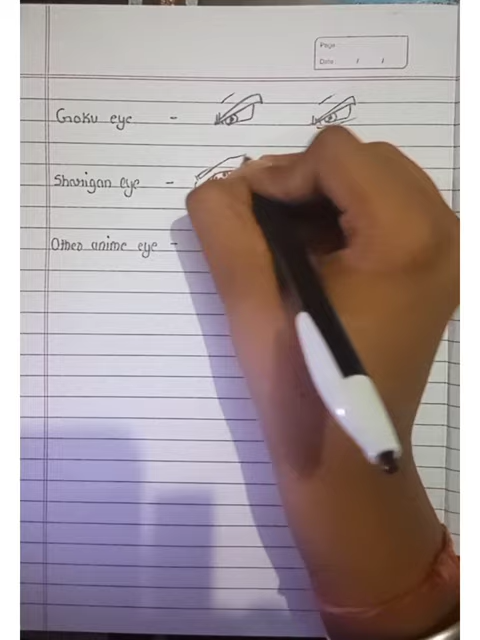 Page
Date / /
Goku eye -
Sharigan eye -
Other anime eye -